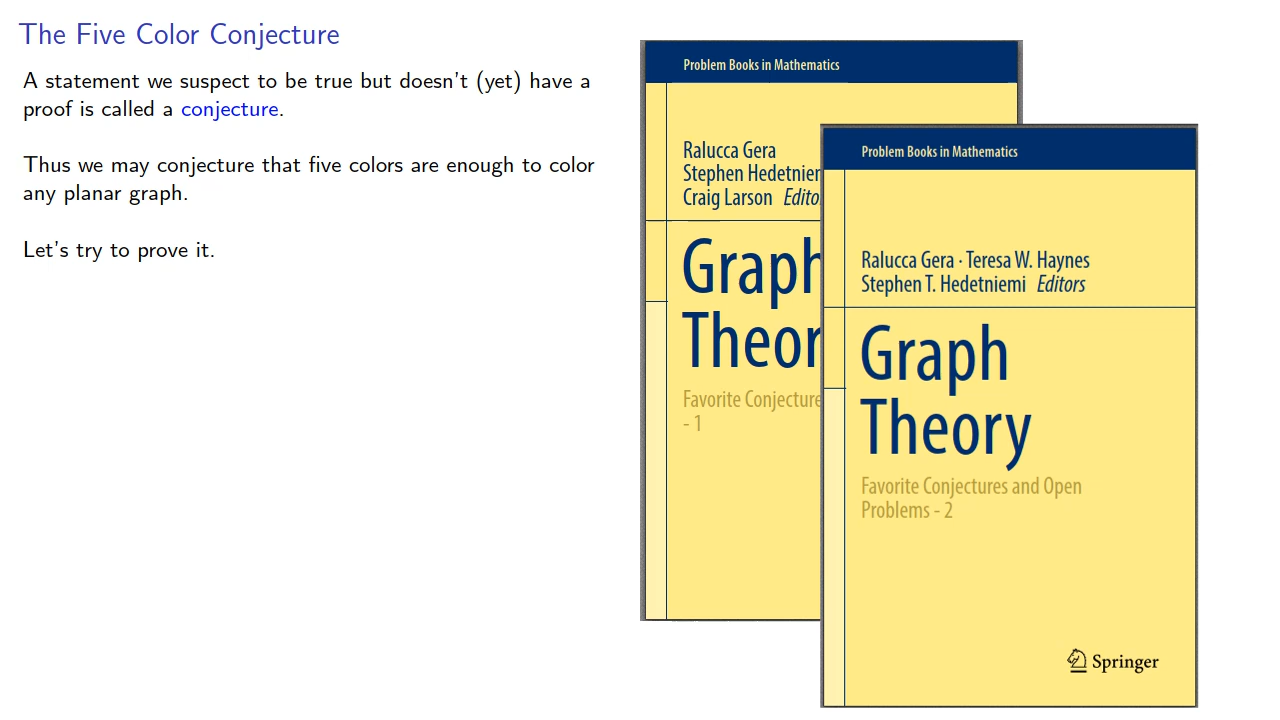 The Five Color Conjecture
A statement we suspect to be true but doesn't (yet) have a
proof is called a conjecture.
Thus we may conjecture that five colors are enough to color
any planar graph.
Let's try to prove it.
Problem Books in Mathematics
Ralucca Gera
Stephen Hedetniem
Craig Larson Edito
Graph
Theor
Favorite Conjecture
- 1
Problem Books in Mathematics
Ralucca Gera · Teresa W. Haynes
Stephen T. Hedetniemi Editors
Graph
Theory
Favorite Conjectures and Open
Problems - 2
Springer